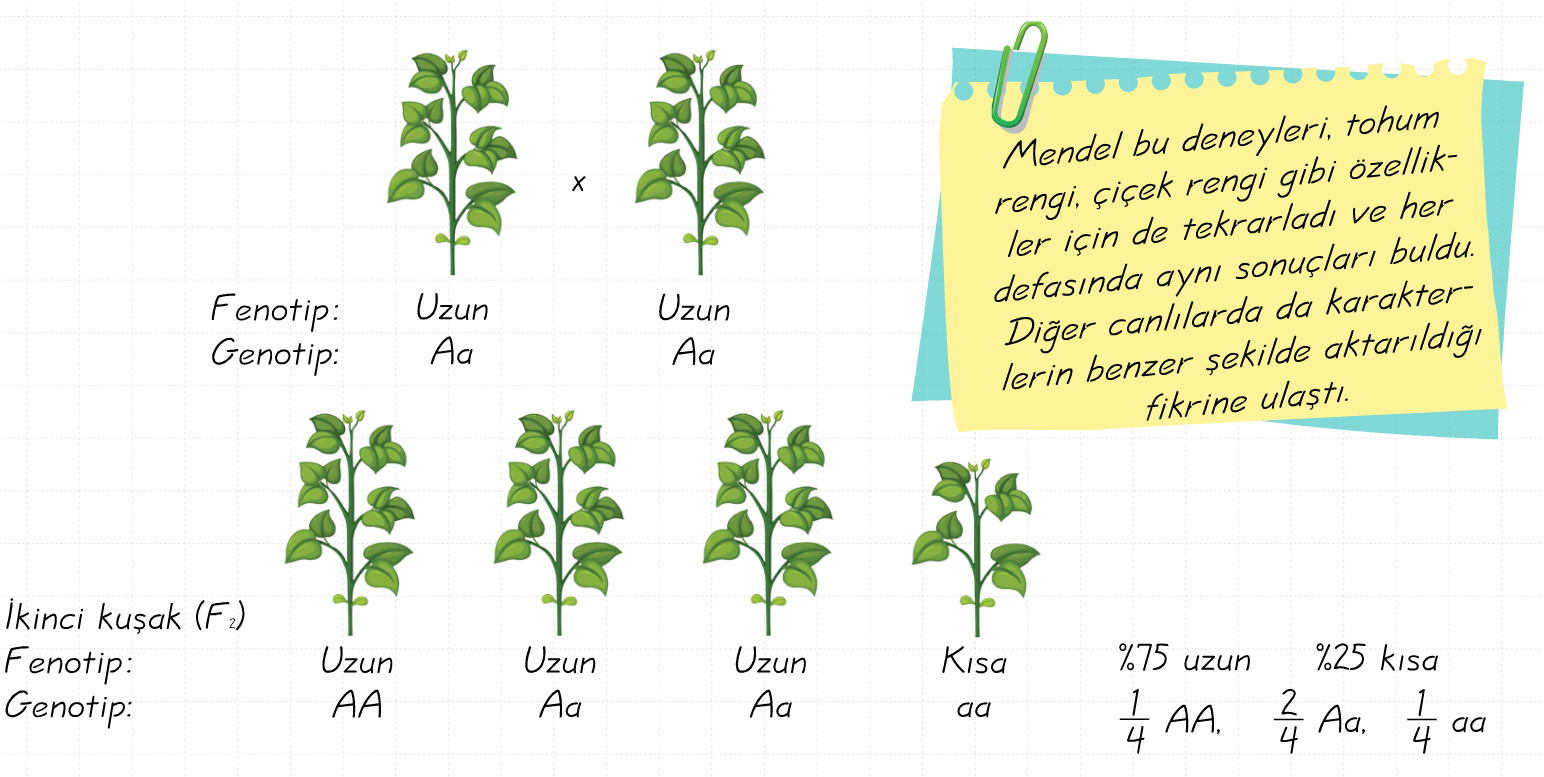 x
Fenotip: Uzun Uzun
Genotip: Aa Aa
Mendel bu deneyleri, tohum
rengi, çiçek rengi gibi özellik-
ler için de tekrarladı ve her
defasında aynı sonuçları buldu.
Diğer canlılarda da karakter-
lerin benzer şekilde aktarıldığı
fikrine ulaştı.
İkinci kuşak (F₂)
Fenotip: Uzun Uzun Uzun Kısa %75 uzun %25 kısa
Genotip: AA Aa Aa aa 1/4 AA, 2/4 Aa, 1/4 aa